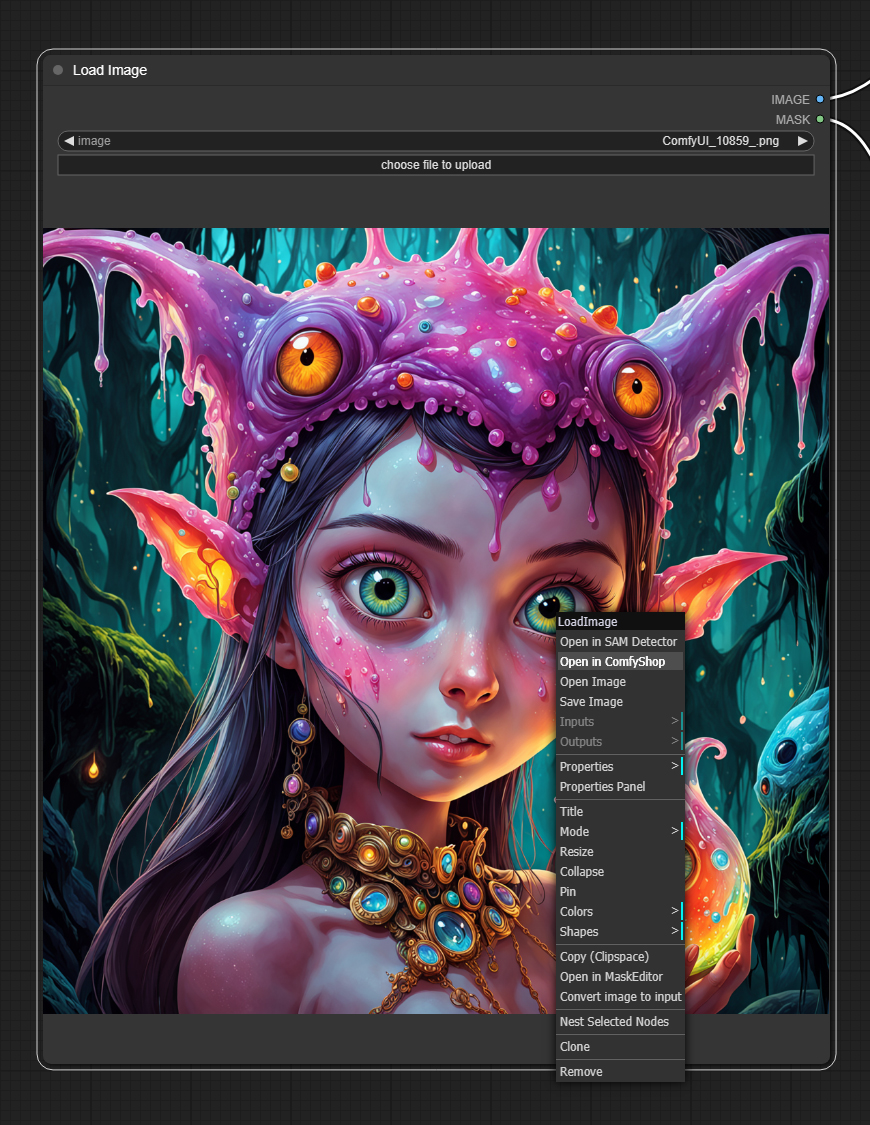 Load Image
IMAGE
MASK
image ComfyUI_10859_.png
choose file to upload
LoadImage
Open in SAM Detector
Open in ComfyShop
Open Image
Save Image
Inputs >
Outputs >
Properties >
Properties Panel
Title
Mode >
Resize
Collapse
Pin
Colors >
Shapes >
Copy (Clipspace)
Open in MaskEditor
Convert image to input
Nest Selected Nodes
Clone
Remove